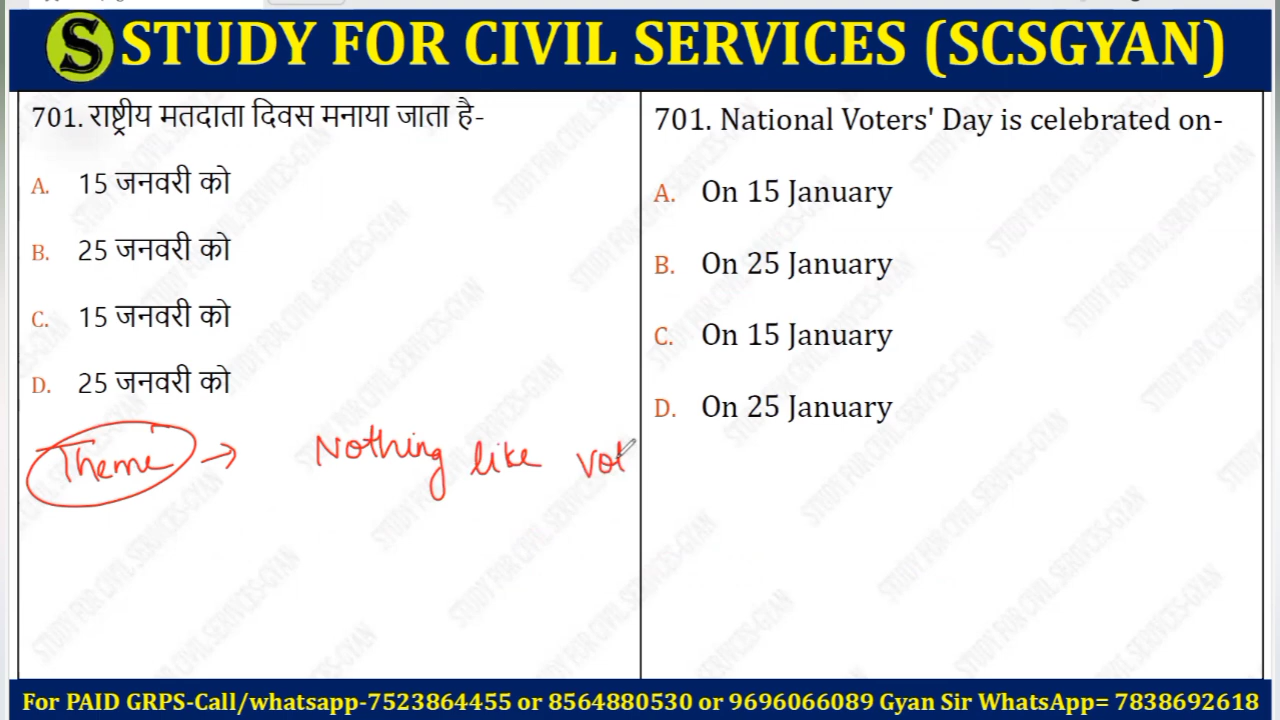 STUDY FOR CIVIL SERVICES (SCSGYAN)
701. राष्ट्रीय मतदाता दिवस मनाया जाता है-
A. 15 जनवरी को
B. 25 जनवरी को
C. 15 जनवरी को
D. 25 जनवरी को
Theme → Nothing like vot
701. National Voters' Day is celebrated on-
A. On 15 January
B. On 25 January
C. On 15 January
D. On 25 January
For PAID GRPS-Call/whatsapp-7523864455 or 8564880530 or 9696066089 Gyan Sir WhatsApp= 7838692618